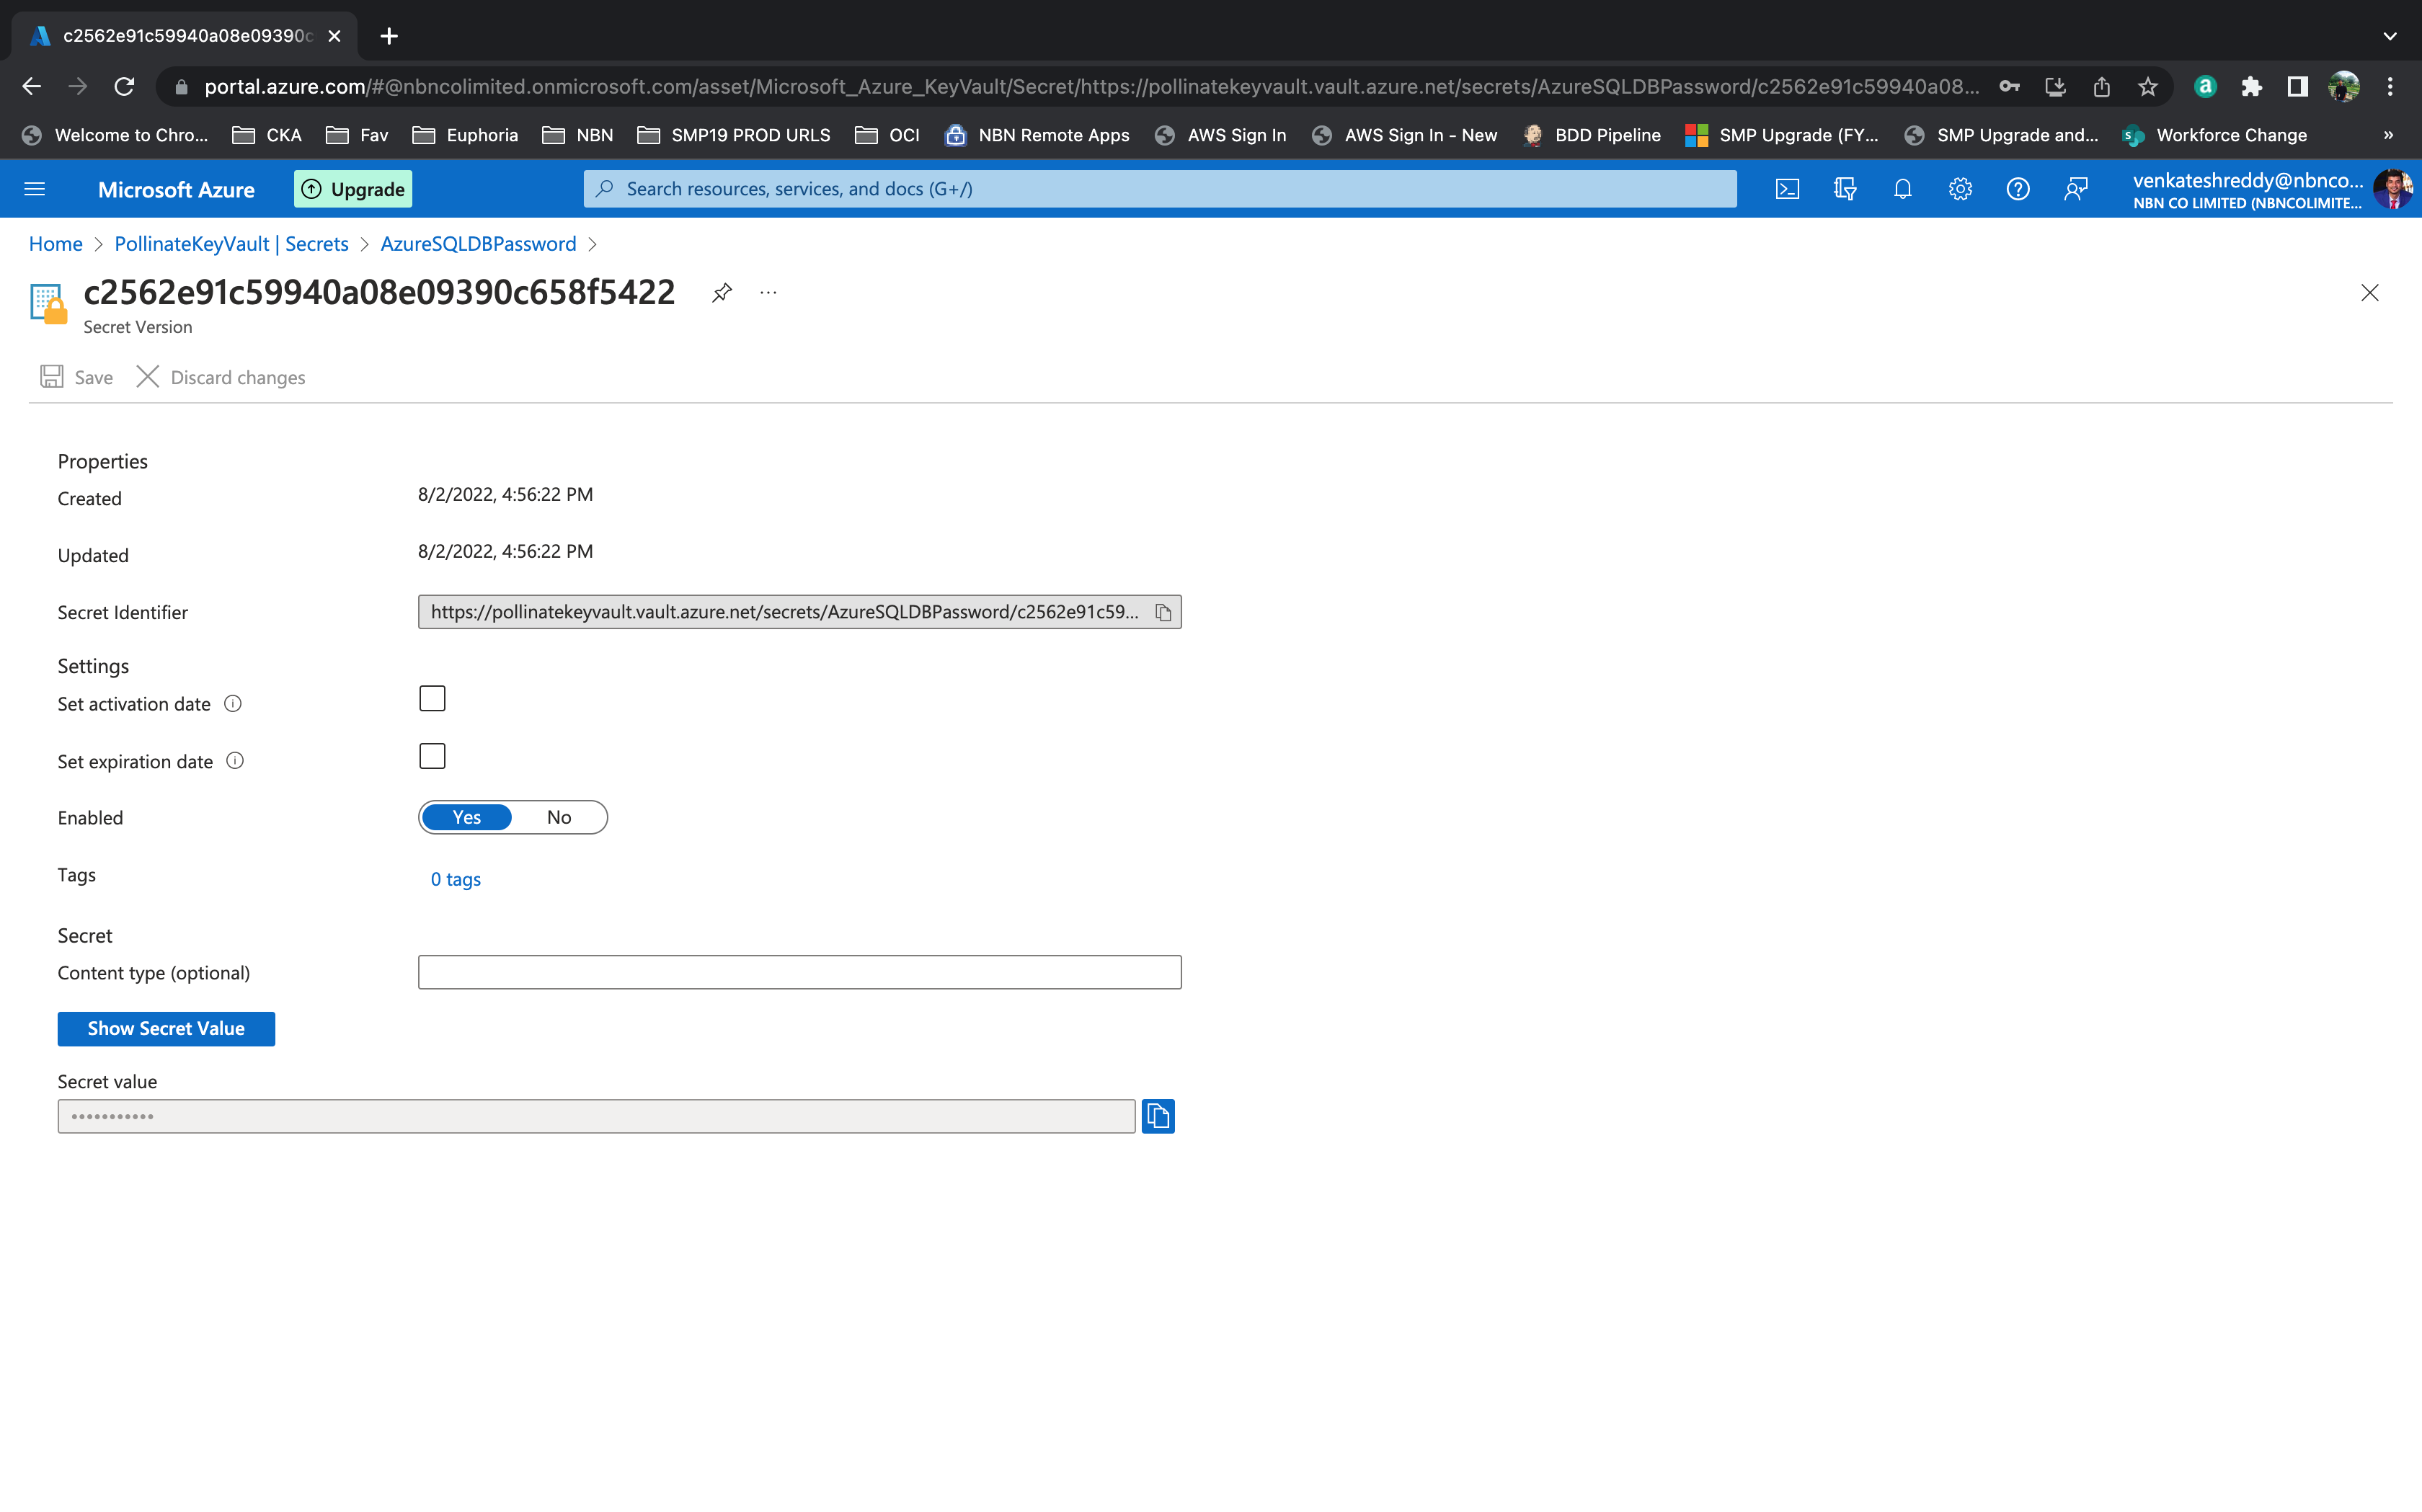 c2562e91c59940a08e09390c
portal.azure.com/#@nbncolimited.onmicrosoft.com/asset/Microsoft_Azure_KeyVault/Secret/https://pollinatekeyvault.vault.azure.net/secrets/AzureSQLDBPassword/c2562e91c59940a08...
Welcome to Chro... CKA Fav Euphoria NBN SMP19 PROD URLS OCI NBN Remote Apps AWS Sign In AWS Sign In - New BDD Pipeline SMP Upgrade (FY... SMP Upgrade and... Workforce Change »
Microsoft Azure Upgrade Search resources, services, and docs (G+/) venkateshreddy@nbnco...
NBN CO LIMITED (NBNCOLIMITE...
Home > PollinateKeyVault | Secrets > AzureSQLDBPassword >
c2562e91c59940a08e09390c658f5422 ...
Secret Version
Save Discard changes
Properties
Created 8/2/2022, 4:56:22 PM
Updated 8/2/2022, 4:56:22 PM
Secret Identifier https://pollinatekeyvault.vault.azure.net/secrets/AzureSQLDBPassword/c2562e91c59...
Settings
Set activation date
Set expiration date
Enabled Yes No
Tags 0 tags
Secret
Content type (optional)
Show Secret Value
Secret value
•••••••••••